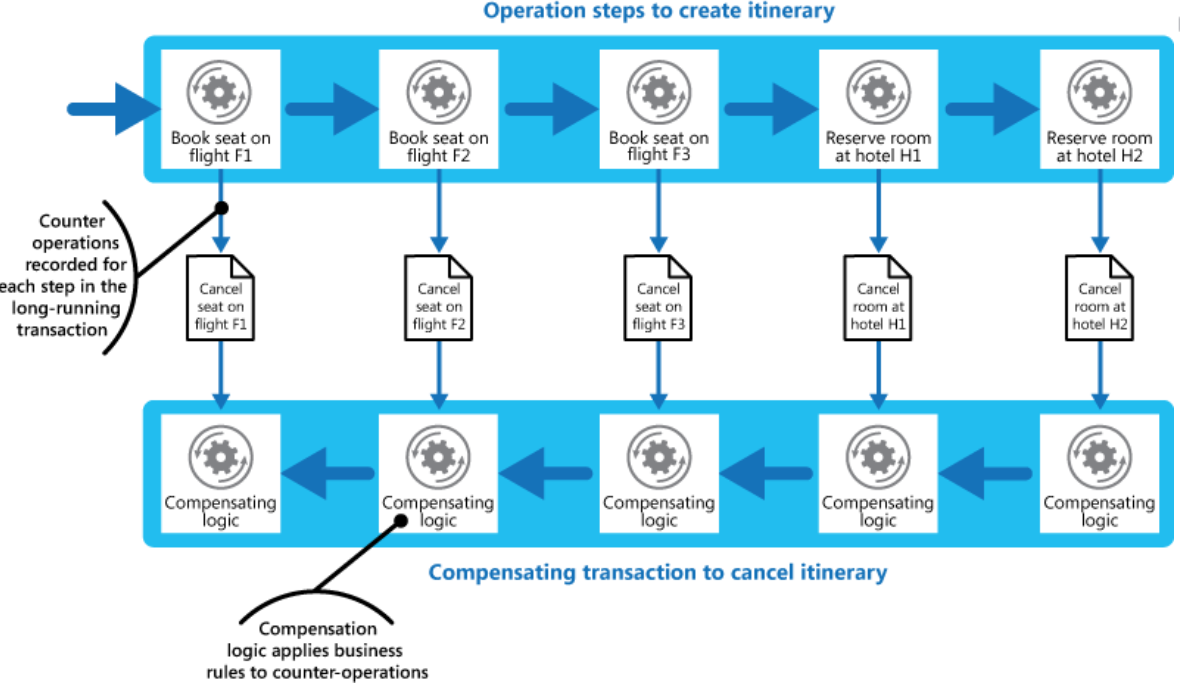 Operation steps to create itinerary
Book seat on
flight F1
Book seat on
flight F2
Book seat on
flight F3
Reserve room
at hotel H1
Reserve room
at hotel H2
Counter
operations
recorded for
each step in the
long-running
transaction
Cancel
seat on
flight F1
Cancel
seat on
flight F2
Cancel
seat on
flight F3
Cancel
room at
hotel H1
Cancel
room at
hotel H2
Compensating
logic
Compensating
logic
Compensating
logic
Compensating
logic
Compensating
logic
Compensating transaction to cancel itinerary
Compensation
logic applies business
rules to counter-operations